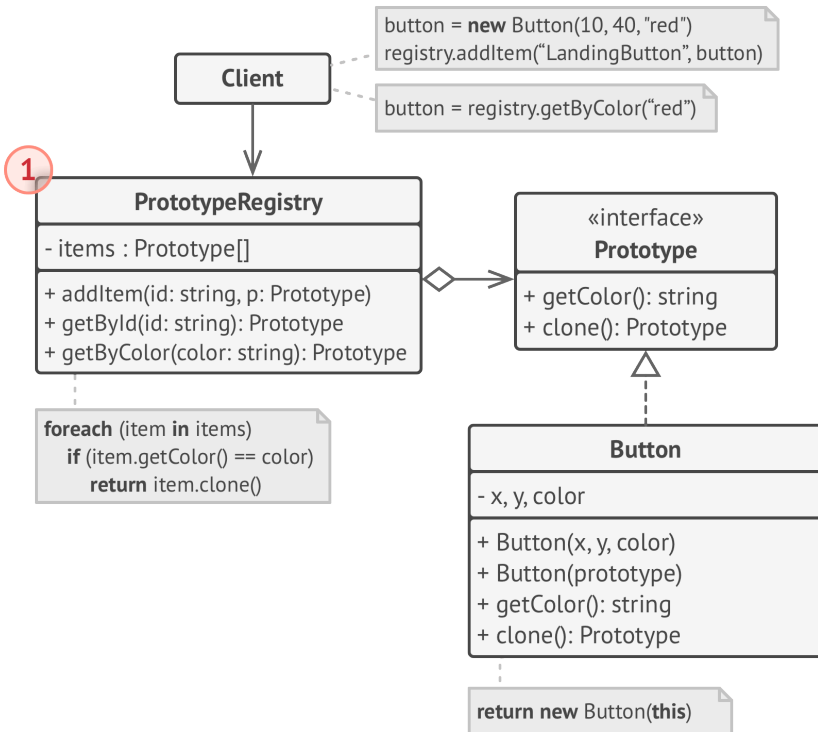 button = new Button(10, 40, "red")
registry.addItem(“LandingButton”, button)
Client
button = registry.getByColor(“red”)
1
PrototypeRegistry
- items : Prototype[]
+ addItem(id: string, p: Prototype)
+ getById(id: string): Prototype
+ getByColor(color: string): Prototype
foreach (item in items)
if (item.getColor() == color)
return item.clone()
«interface»
Prototype
+ getColor(): string
+ clone(): Prototype
Button
- x, y, color
+ Button(x, y, color)
+ Button(prototype)
+ getColor(): string
+ clone(): Prototype
return new Button(this)